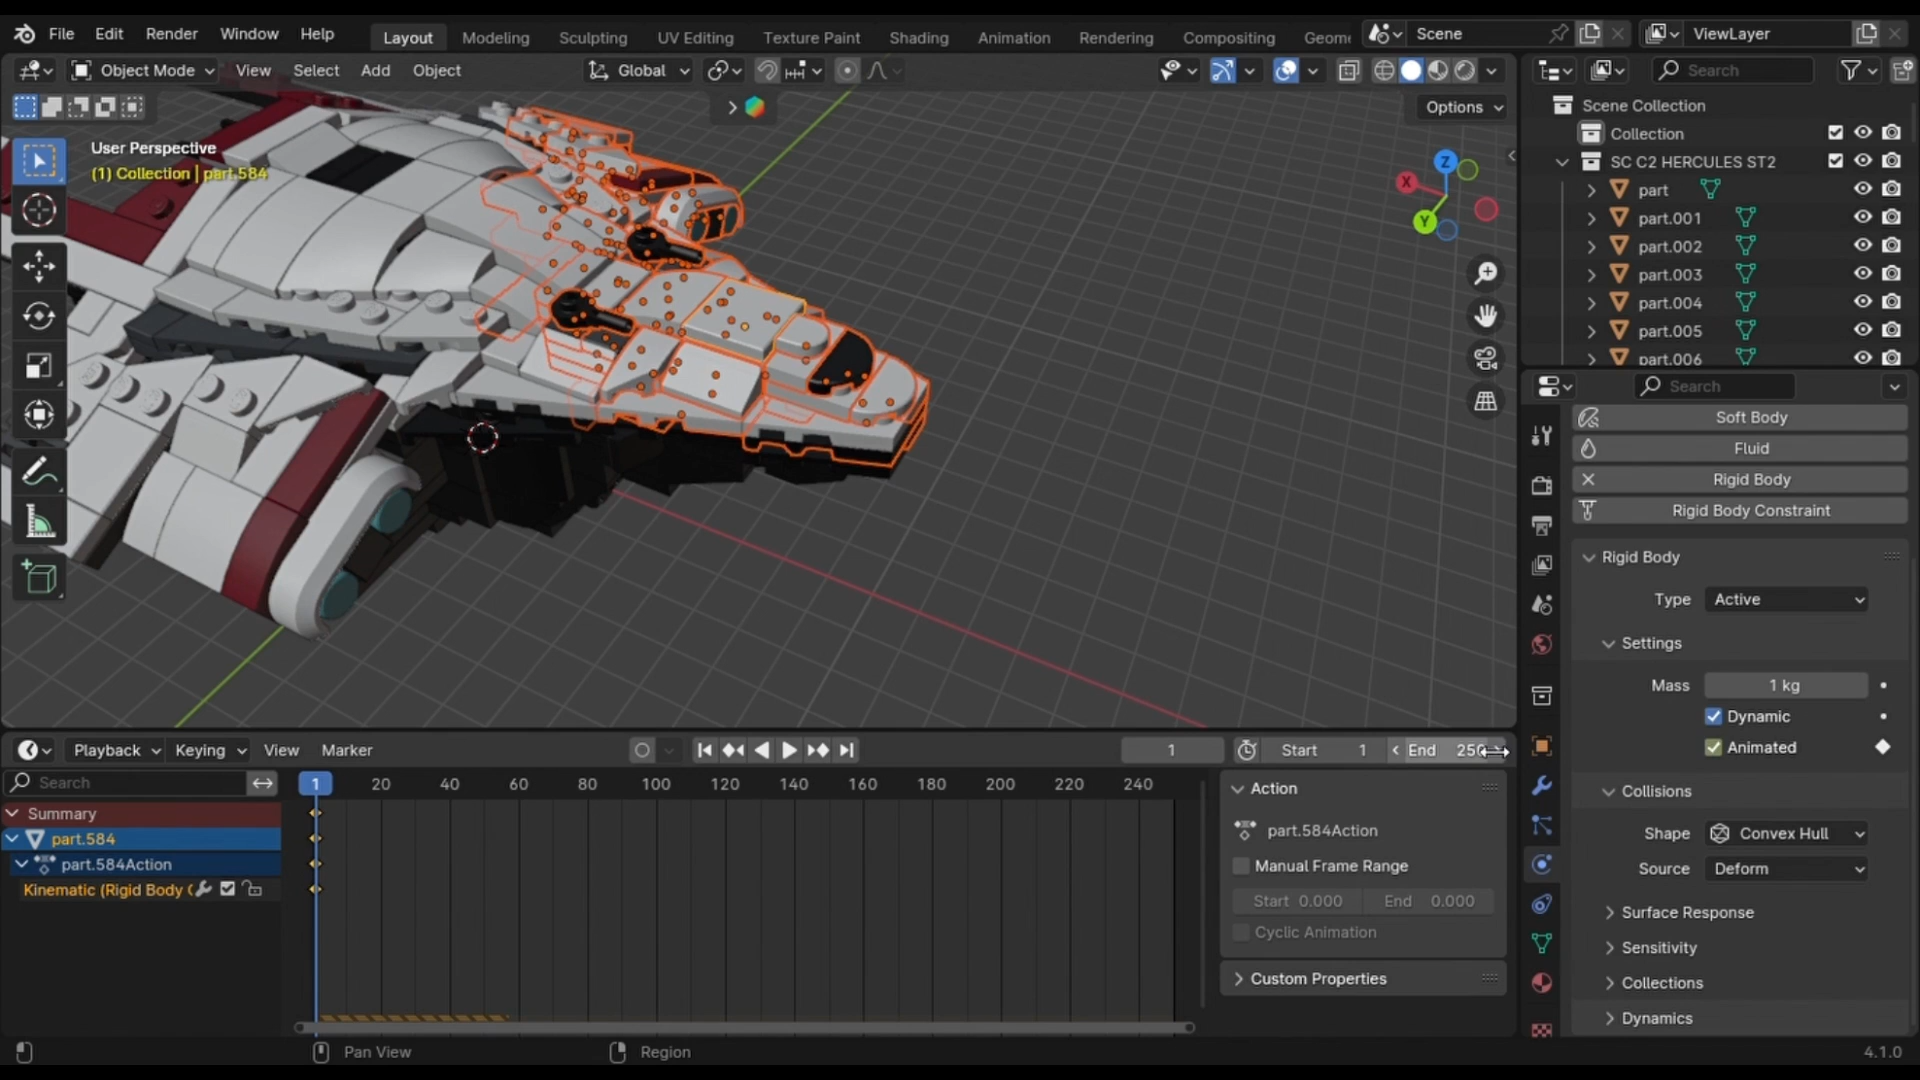 File Edit Render Window Help Layout Modeling Sculpting UV Editing Texture Paint Shading Animation Rendering Compositing Geom Scene ViewLayer
Object Mode View Select Add Object Global Search
Options
User Perspective
(1) Collection | part.584
Z
X
Y
Scene Collection
Collection
SC C2 HERCULES ST2
part
part.001
part.002
part.003
part.004
part.005
part.006
Search
Soft Body
Fluid
Rigid Body
Rigid Body Constraint
Rigid Body
Type Active
Settings
Mass 1 kg
Dynamic
Animated
Collisions
Shape Convex Hull
Source Deform
Surface Response
Sensitivity
Collections
Dynamics
Playback Keying View Marker 1 Start 1 End 250
Search 1 20 40 60 80 100 120 140 160 180 200 220 240
Summary
part.584
part.584Action
Kinematic (Rigid Body
Action
part.584Action
Manual Frame Range
Start 0.000 End 0.000
Cyclic Animation
Custom Properties
Pan View Region 4.1.0